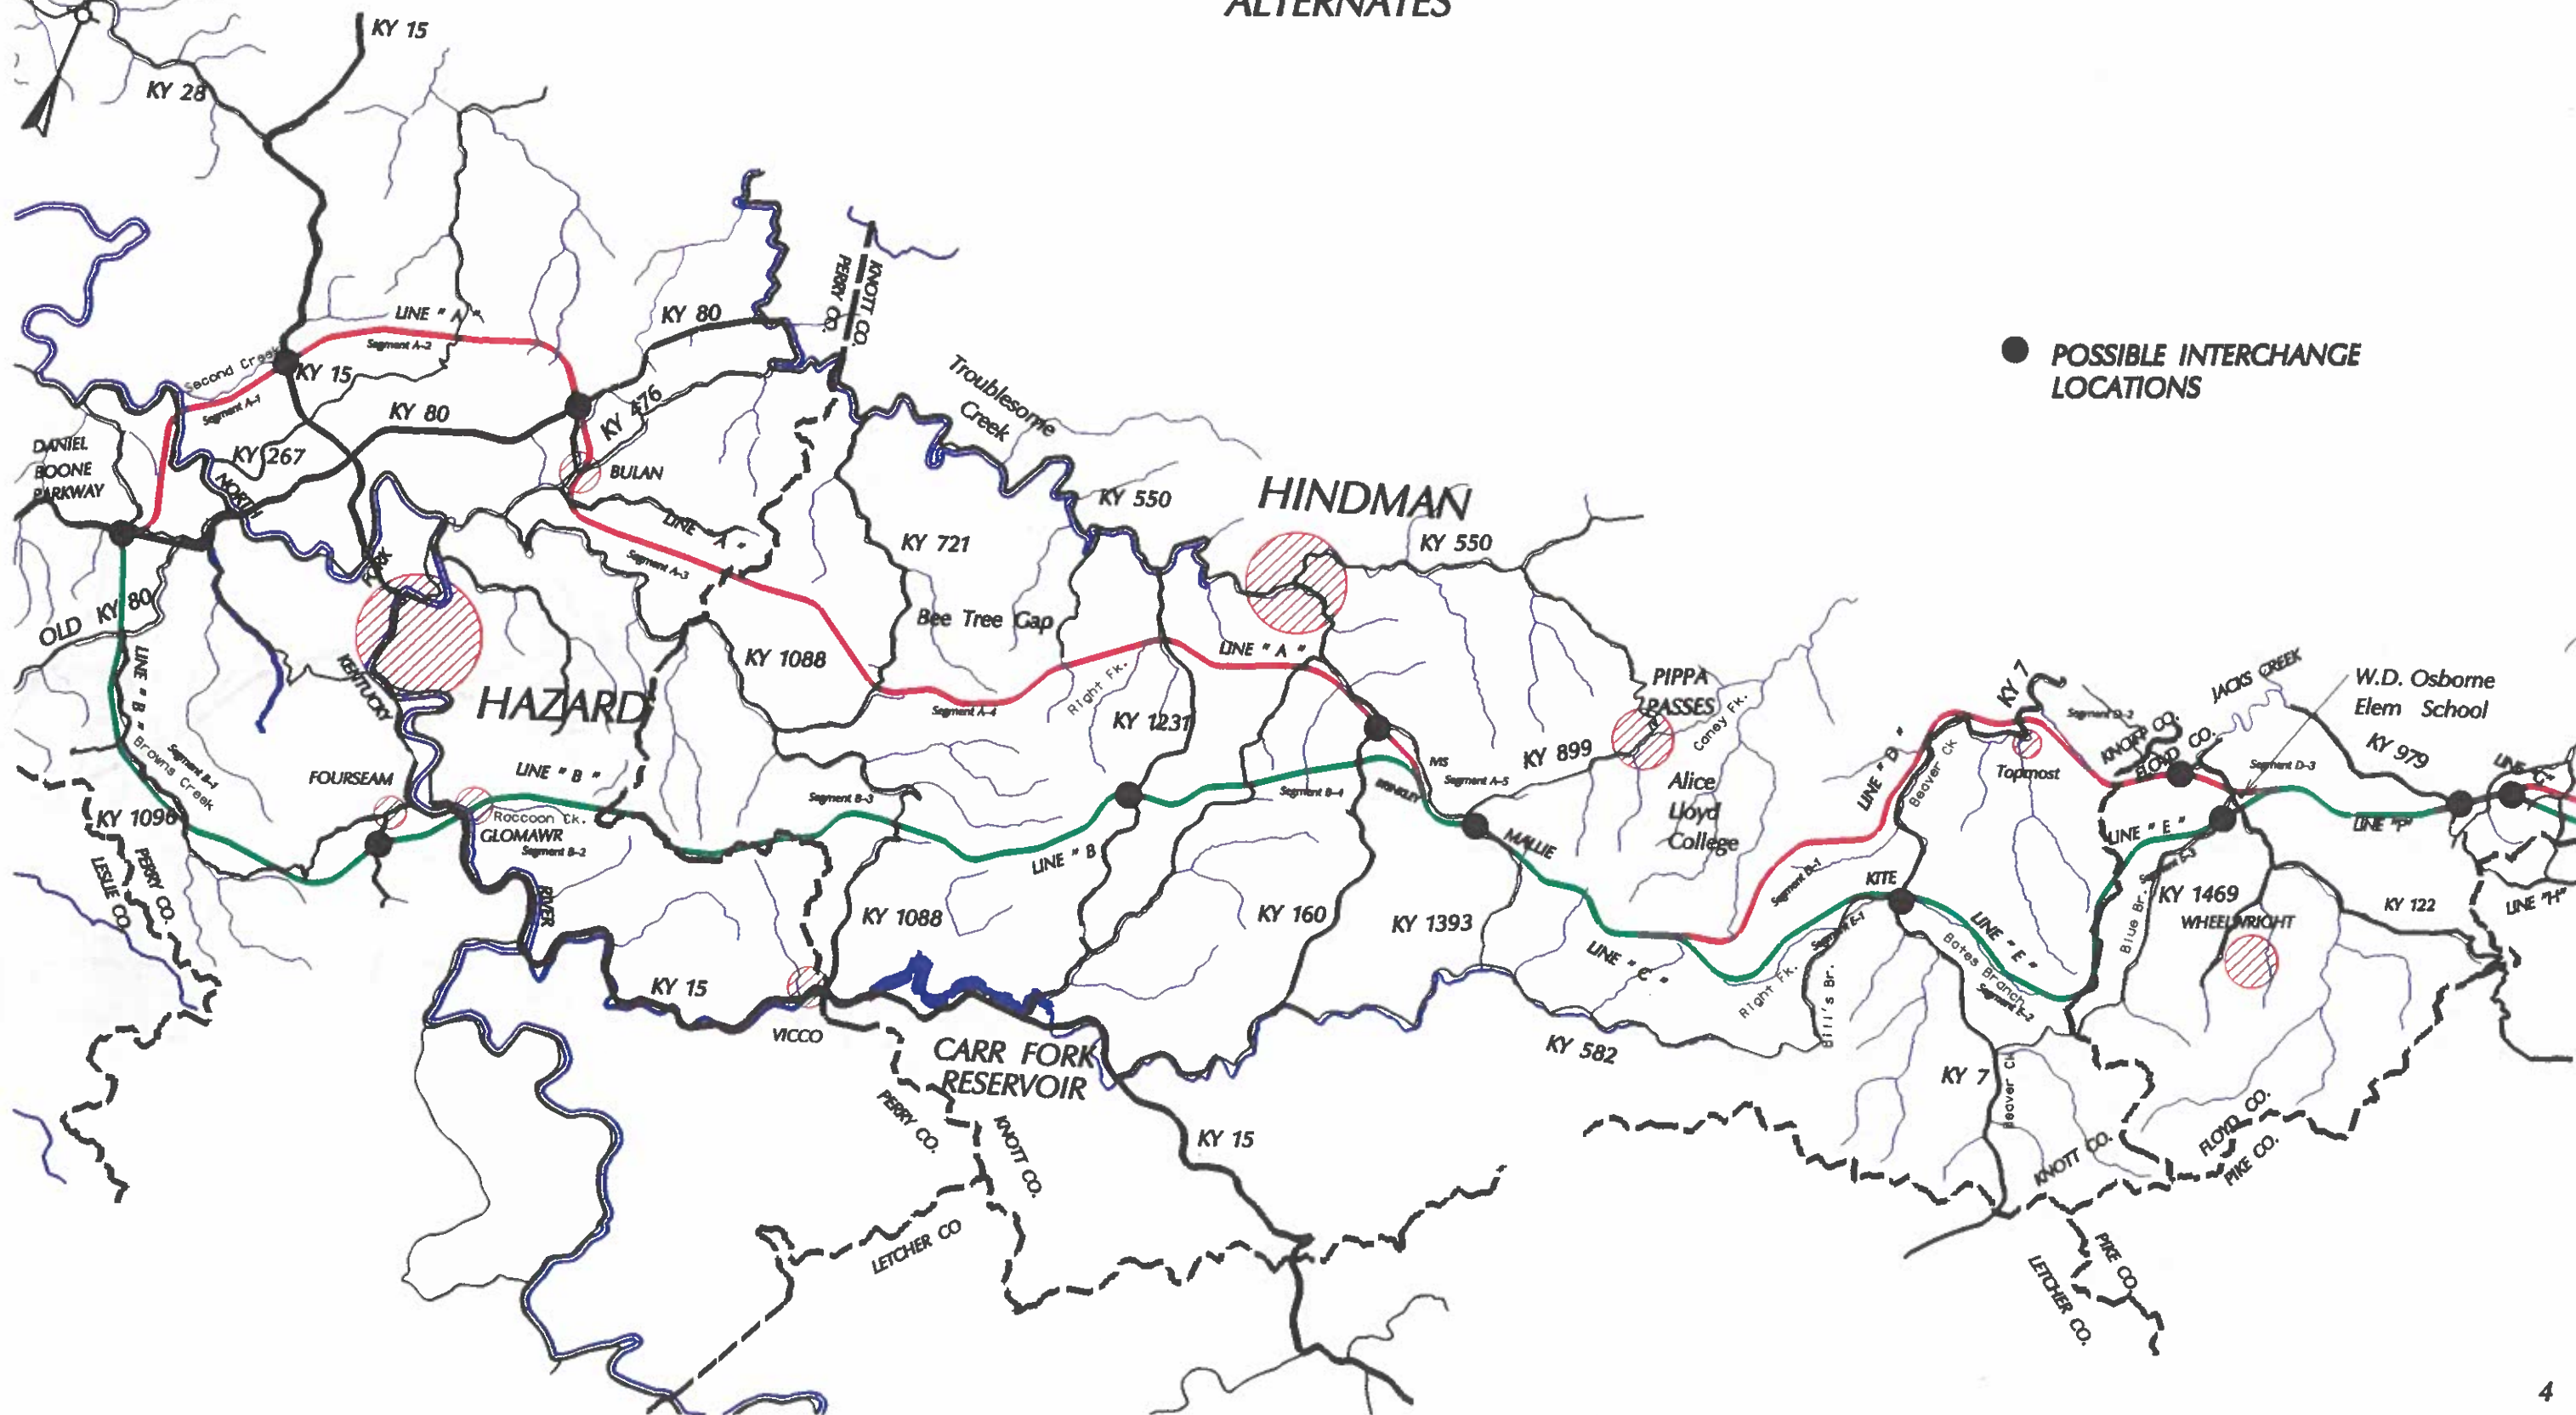 ALTERNATES
KY 15
KY 28
KNOTT CO.
PERRY CO.
LINE " A "
Segment A-2
KY 80
Second Creek
KY 15
Segment A-1
KY 476
KY 80
Troublesome
Creek
POSSIBLE INTERCHANGE
LOCATIONS
DANIEL
BOONE
PARKWAY
KY 267
BULAN
NORTH
HINDMAN
KY 550
LINE " A "
Segment A-3
KY 721
KY 550
OLD KY 80
Bee Tree Gap
KY 1088
LINE " A "
Right Fk.
Segment A-4
KY 1231
PIPPA
PASSES
Caney Fk.
KY 7
JACKS CREEK
W.D. Osborne
Elem School
LINE " B "
KENTUCKY
HAZARD
Segment D-2
KNOTT CO.
FLOYD CO.
KY 979
Browns Creek
Segment B-1
FOURSEAM
LINE " B "
Segment B-3
Segment B-4
IVIS
Segment A-5
BRINKLEY
KY 899
Alice
Lloyd
College
LINE " D "
Beaver Ck
Topmost
Segment D-3
KY 1096
Roccoon Ck.
GLOMAWR
Segment B-2
LINE " B
MALLIE
LINE " E "
LINE "F"
PERRY CO.
LESLIE CO.
RIVER
KY 1088
KY 160
KY 1393
Segment D-1
KITE
Segment E-1
LINE " E "
KY 1469
Blue Br.
WHEELWRIGHT
KY 122
LINE "H"
LINE " C "
Right Fk.
Bill's Br.
Bates Branch
Segment E-2
KY 15
VICCO
CARR FORK
RESERVOIR
KY 582
KY 7
Beaver Ck
PERRY CO.
KNOTT CO.
KY 15
LETCHER CO
KNOTT CO.
FLOYD CO.
PIKE CO.
PIKE CO.
LETCHER CO.
4